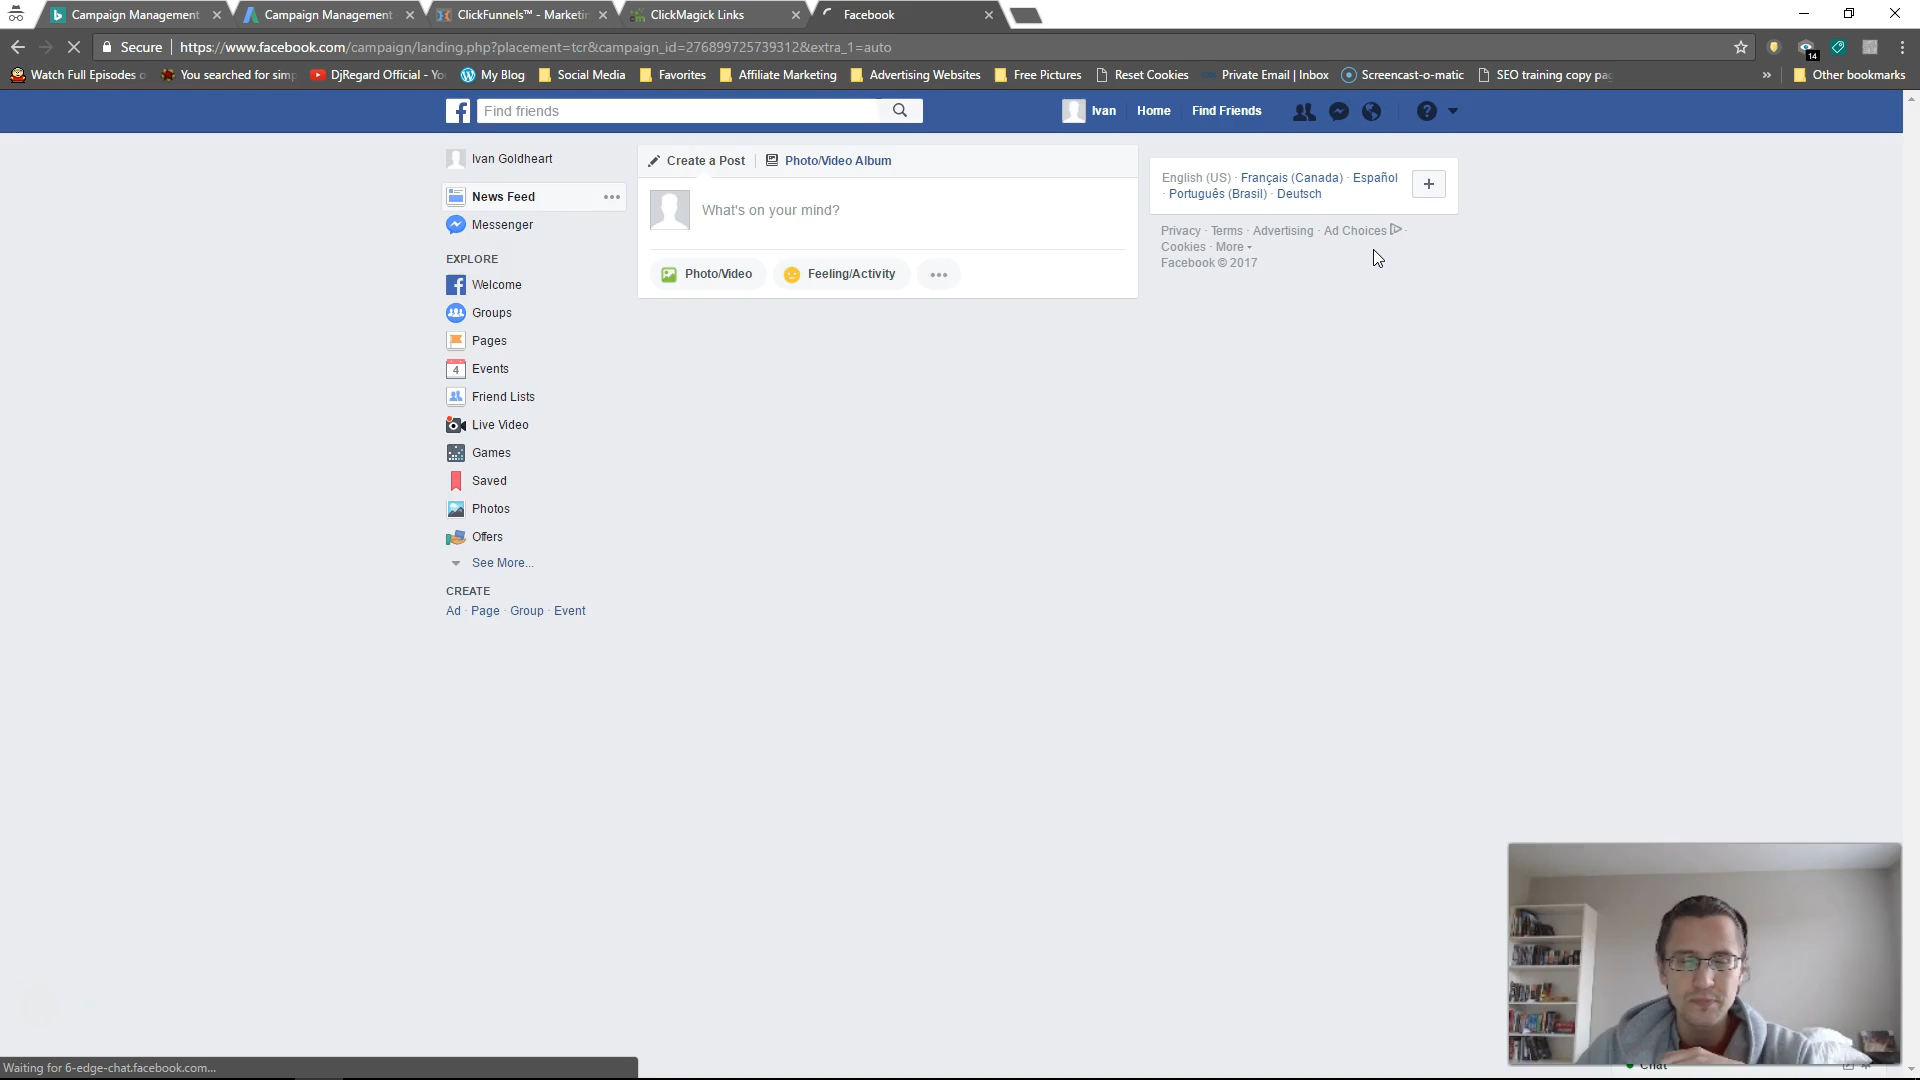 Campaign Management
Campaign Management
ClickFunnels™ - Marketin
ClickMagick Links
Facebook
Secure
https://www.facebook.com/campaign/landing.php?placement=tcr&campaign_id=276899725739312&extra_1=auto
14
Watch Full Episodes o
You searched for simp
DjRegard Official - Yo
My Blog
Social Media
Favorites
Affiliate Marketing
Advertising Websites
Free Pictures
Reset Cookies
Private Email | Inbox
Screencast-o-matic
SEO training copy pag
»
Other bookmarks
Find friends
Ivan
Home
Find Friends
Ivan Goldheart
News Feed
Messenger
EXPLORE
Welcome
Groups
Pages
4
Events
Friend Lists
Live Video
Games
Saved
Photos
Offers
See More...
CREATE
Ad · Page · Group · Event
Create a Post
Photo/Video Album
What's on your mind?
Photo/Video
Feeling/Activity
English (US) · Français (Canada) · Español
· Português (Brasil) · Deutsch
Privacy · Terms · Advertising · Ad Choices ·
Cookies · More
Facebook © 2017
Waiting for 6-edge-chat.facebook.com...
Chat